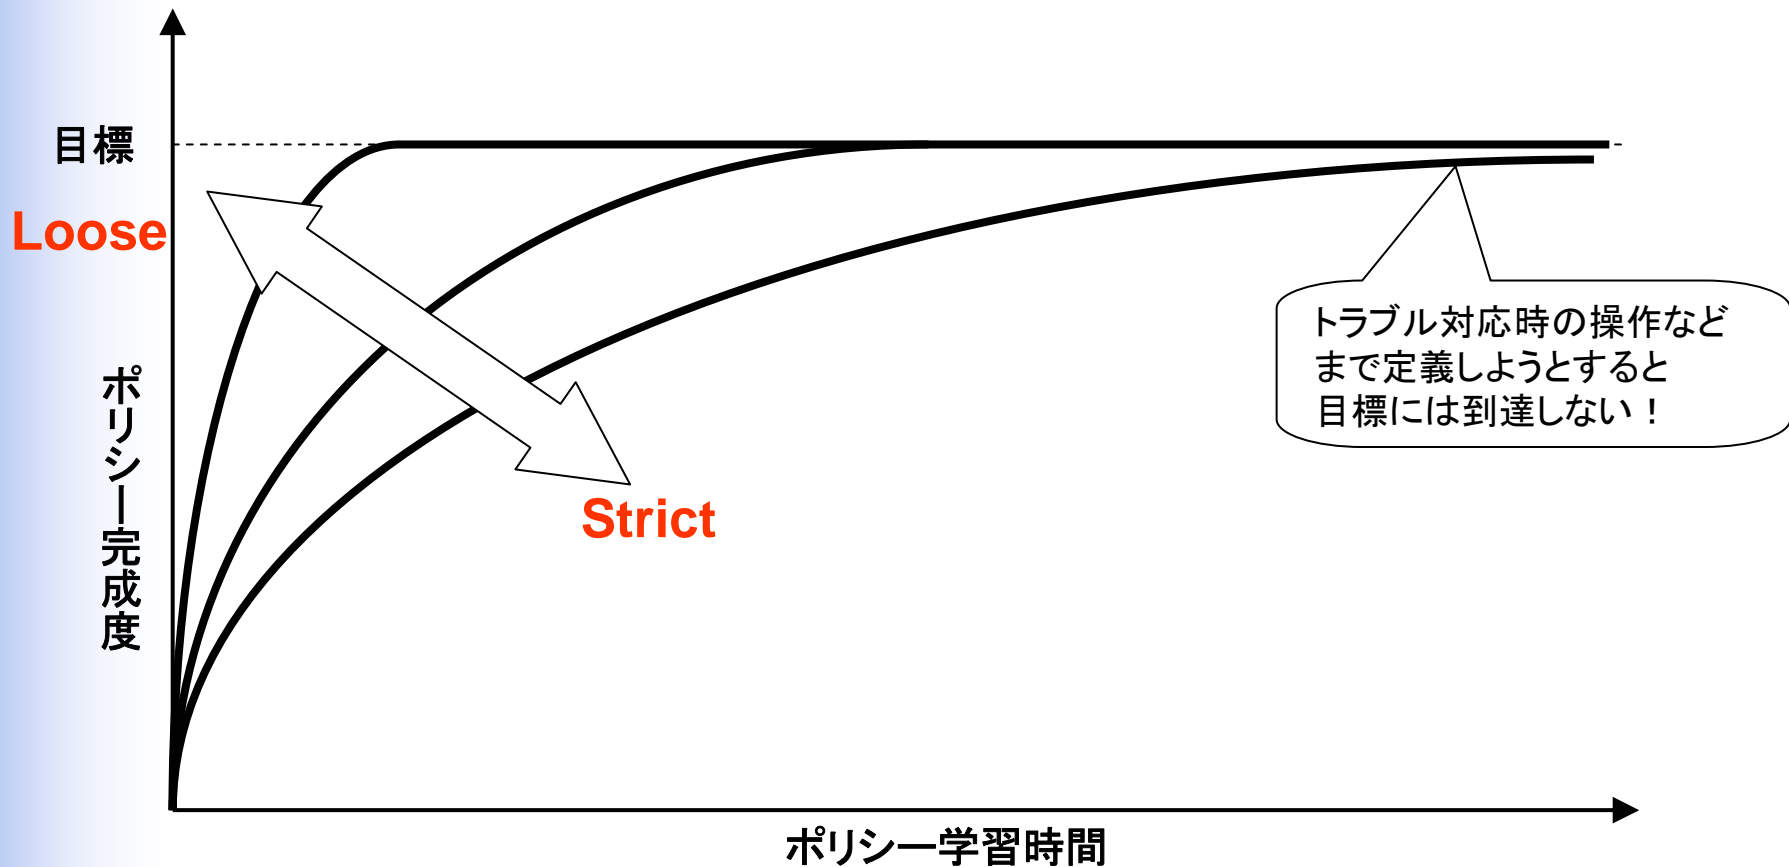 目標
Loose
ポリシー完成度
Strict
トラブル対応時の操作など
まで定義しようとすると
目標には到達しない！
ポリシー学習時間